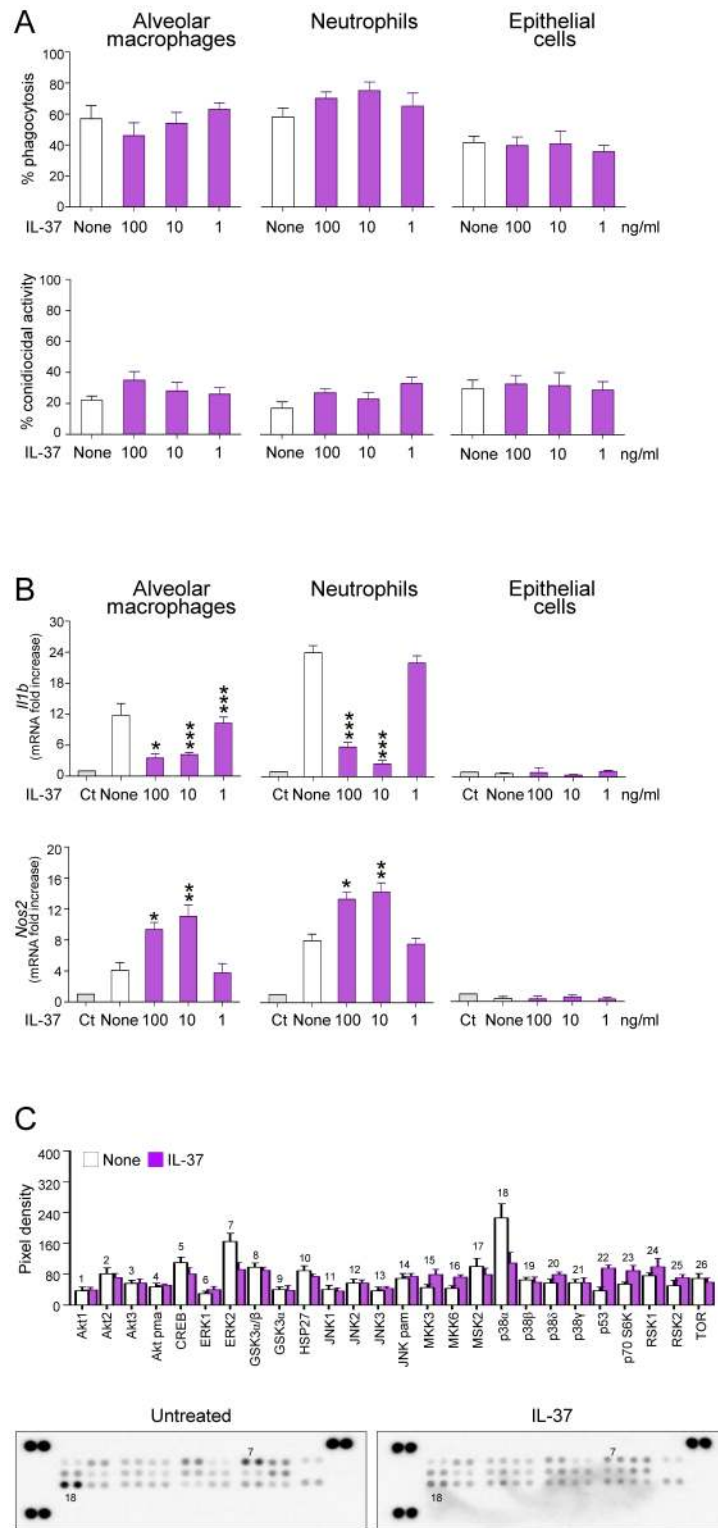 A
Alveolar macrophages
Neutrophils
Epithelial cells
% phagocytosis
100
80
60
40
20
0
IL-37 None 100 10 1 None 100 10 1 None 100 10 1 ng/ml
% conidiocidal activity
100
80
60
40
20
0
IL-37 None 100 10 1 None 100 10 1 None 100 10 1 ng/ml
B
Alveolar macrophages
Neutrophils
Epithelial cells
Il1b
(mRNA fold increase)
30
24
18
12
6
0
* *** *** *** ***
IL-37 Ct None 100 10 1 Ct None 100 10 1 Ct None 100 10 1 ng/ml
Nos2
(mRNA fold increase)
20
16
12
8
4
0
* ** * **
IL-37 Ct None 100 10 1 Ct None 100 10 1 Ct None 100 10 1 ng/ml
C
None IL-37
Pixel density
400
320
240
160
80
0
1 2 3 4 5 6 7 8 9 10 11 12 13 14 15 16 17 18 19 20 21 22 23 24 25 26
Akt1
Akt2
Akt3
Akt pma
CREB
ERK1
ERK2
GSK3α/β
GSK3α
HSP27
JNK1
JNK2
JNK3
JNK pam
MKK3
MKK6
MSK2
p38α
p38β
p38δ
p38γ
p53
p70 S6K
RSK1
RSK2
TOR
Untreated
IL-37
7
18
7
18